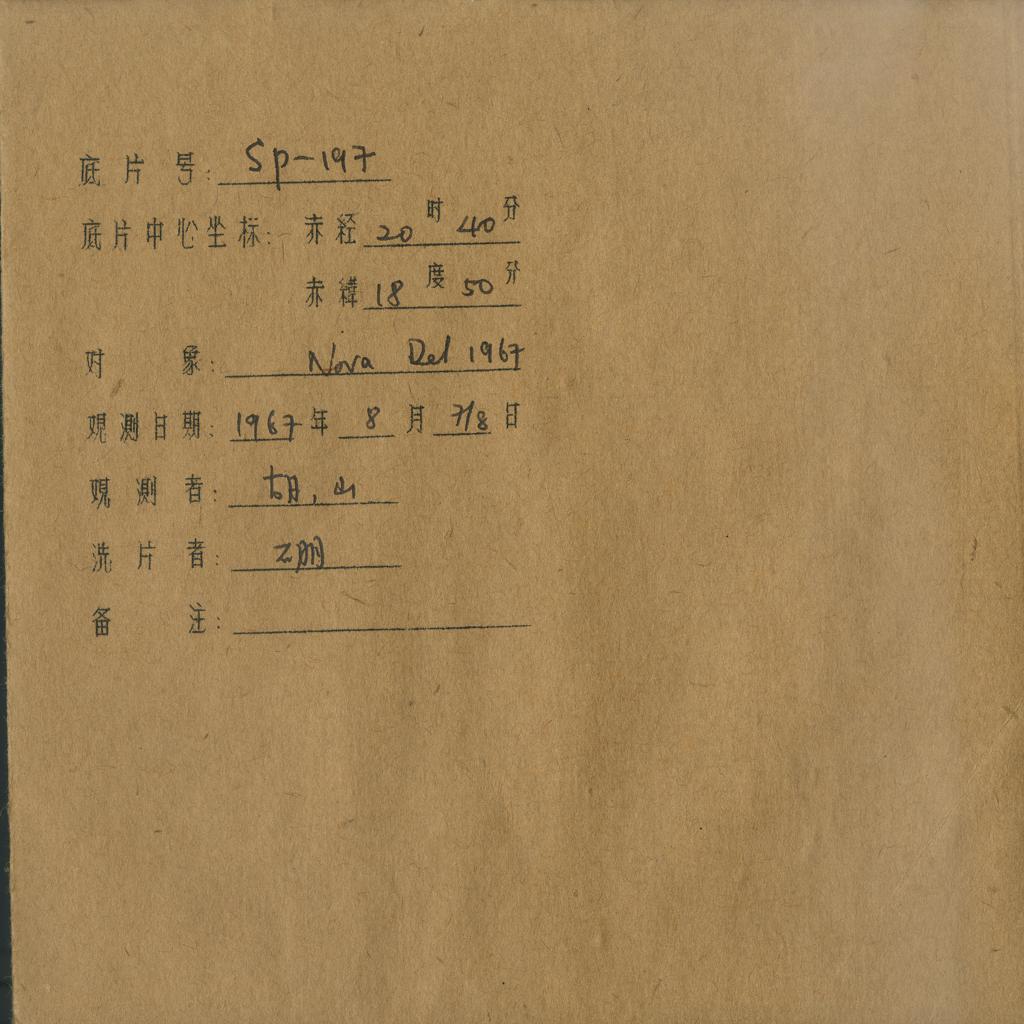 底片号: Sp-197
底片中心坐标: 赤经 20 时 40 分
赤緯 18 度 50 分
对象: Nova Del 1967
观测日期: 1967 年 8 月 7/8 日
观测者: 胡, 山
洗片者:
备注: